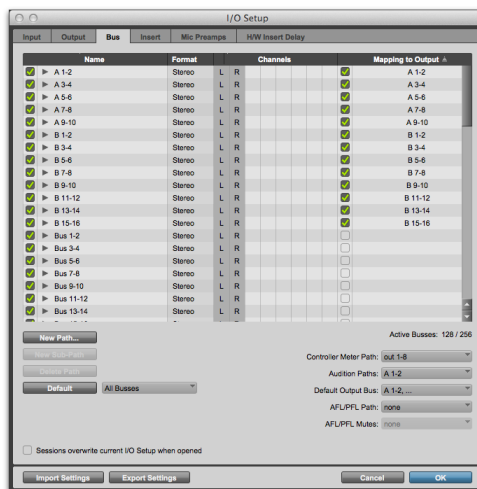 I/O Setup
Input Output Bus Insert Mic Preamps H/W Insert Delay
Name Format Channels Mapping to Output
A 1-2 Stereo L R A 1-2
A 3-4 Stereo L R A 3-4
A 5-6 Stereo L R A 5-6
A 7-8 Stereo L R A 7-8
A 9-10 Stereo L R A 9-10
B 1-2 Stereo L R B 1-2
B 3-4 Stereo L R B 3-4
B 5-6 Stereo L R B 5-6
B 7-8 Stereo L R B 7-8
B 9-10 Stereo L R B 9-10
B 11-12 Stereo L R B 11-12
B 13-14 Stereo L R B 13-14
B 15-16 Stereo L R B 15-16
Bus 1-2 Stereo L R
Bus 3-4 Stereo L R
Bus 5-6 Stereo L R
Bus 7-8 Stereo L R
Bus 9-10 Stereo L R
Bus 11-12 Stereo L R
Bus 13-14 Stereo L R
New Path... Active Busses: 128 / 256
New Sub-Path Controller Meter Path: out 1-8
Delete Path Audition Paths: A 1-2
Default All Busses Default Output Bus: A 1-2, ...
AFL/PFL Path: none
AFL/PFL Mutes: none
Sessions overwrite current I/O Setup when opened
Import Settings Export Settings Cancel OK